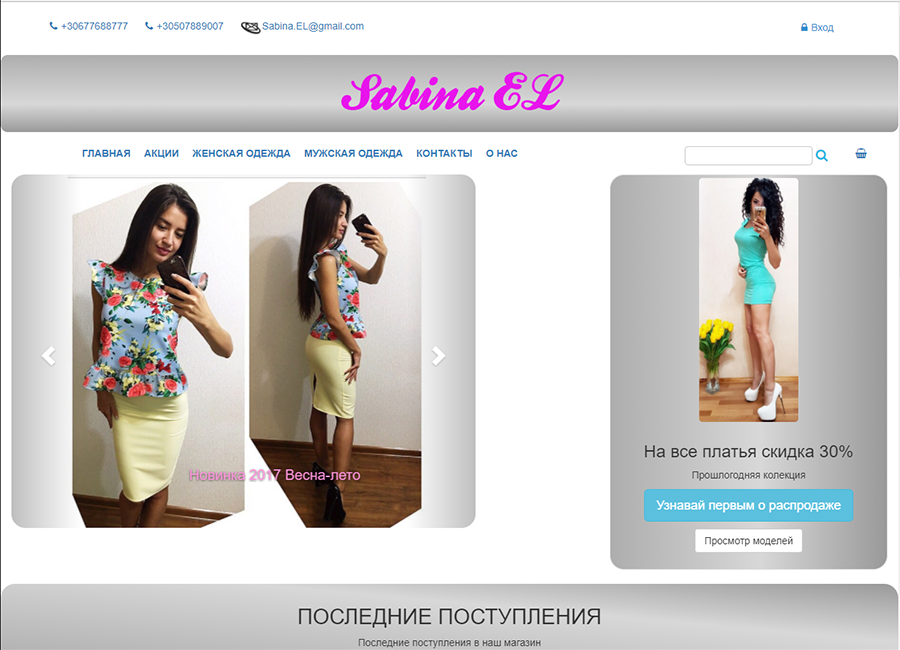 +30677688777 +30507889007 Sabina.EL@gmail.com Вход
Sabina EL
ГЛАВНАЯ АКЦИИ ЖЕНСКАЯ ОДЕЖДА МУЖСКАЯ ОДЕЖДА КОНТАКТЫ О НАС
Новинка 2017 Весна-лето
На все платья скидка 30%
Прошлогодняя колекция
Узнавай первым о распродаже
Просмотр моделей
ПОСЛЕДНИЕ ПОСТУПЛЕНИЯ
Последние поступления в наш магазин